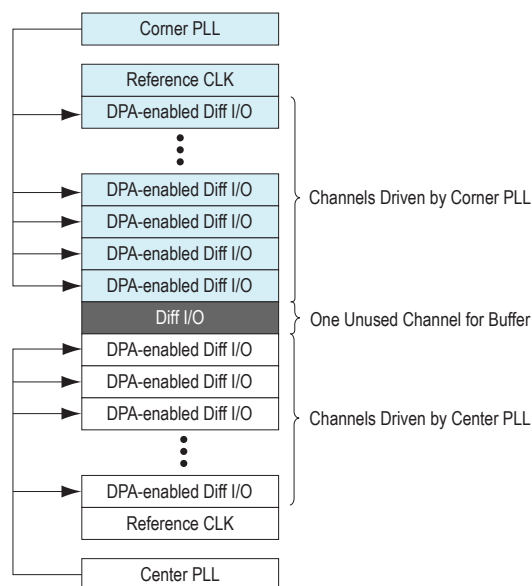 Corner PLL
Reference CLK
DPA-enabled Diff I/O
DPA-enabled Diff I/O
DPA-enabled Diff I/O
DPA-enabled Diff I/O
DPA-enabled Diff I/O
Channels Driven by Corner PLL
Diff I/O
One Unused Channel for Buffer
DPA-enabled Diff I/O
DPA-enabled Diff I/O
DPA-enabled Diff I/O
Channels Driven by Center PLL
DPA-enabled Diff I/O
Reference CLK
Center PLL